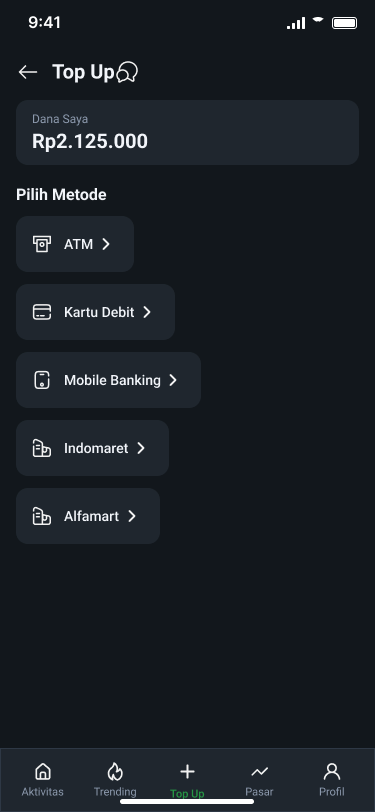 9:41
Top Up
Dana Saya
Rp2.125.000
Pilih Metode
ATM
Kartu Debit
Mobile Banking
Indomaret
Alfamart
Aktivitas
Trending
Top Up
Pasar
Profil